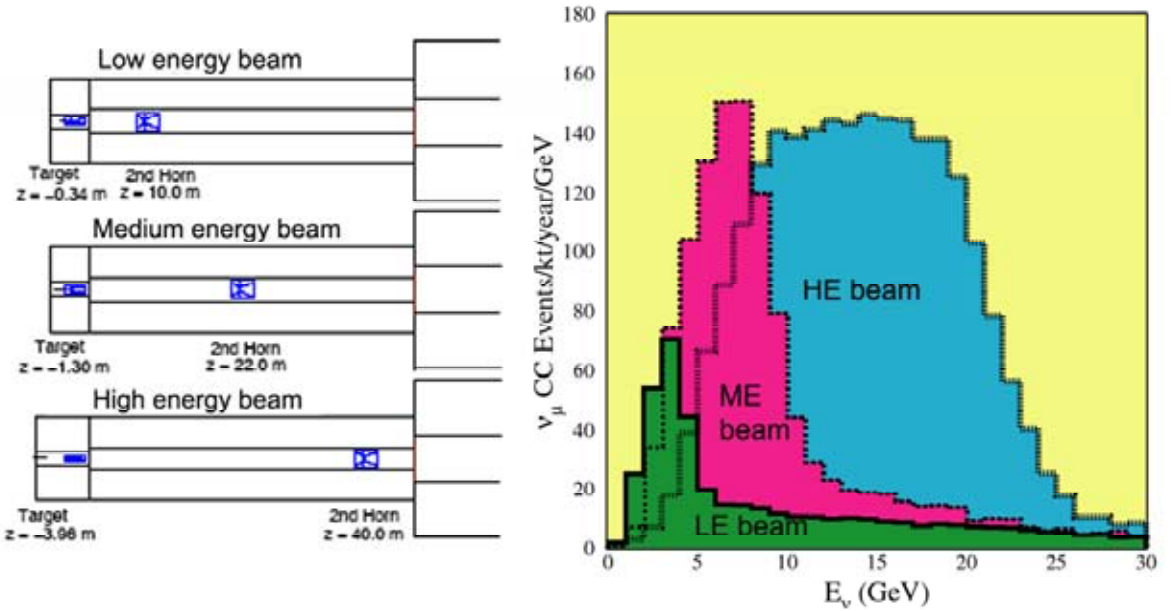 Low energy beam
Target
z = -0.34 m
2nd Horn
z = 10.0 m
Medium energy beam
Target
z = -1.30 m
2nd Horn
z = 22.0 m
High energy beam
Target
z = -3.96 m
2nd Horn
z = 40.0 m
180
160
140
120
100
80
60
40
20
0
ν_μ CC Events/kt/year/GeV
HE beam
ME
beam
LE beam
0 5 10 15 20 25 30
E_ν (GeV)